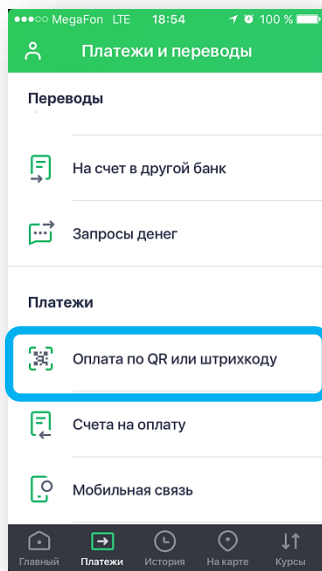 MegaFon LTE 18:54 100 %
Платежи и переводы
Переводы
На счет в другой банк
Запросы денег
Платежи
Оплата по QR или штрихкоду
Счета на оплату
Мобильная связь
Главный Платежи История На карте Курсы